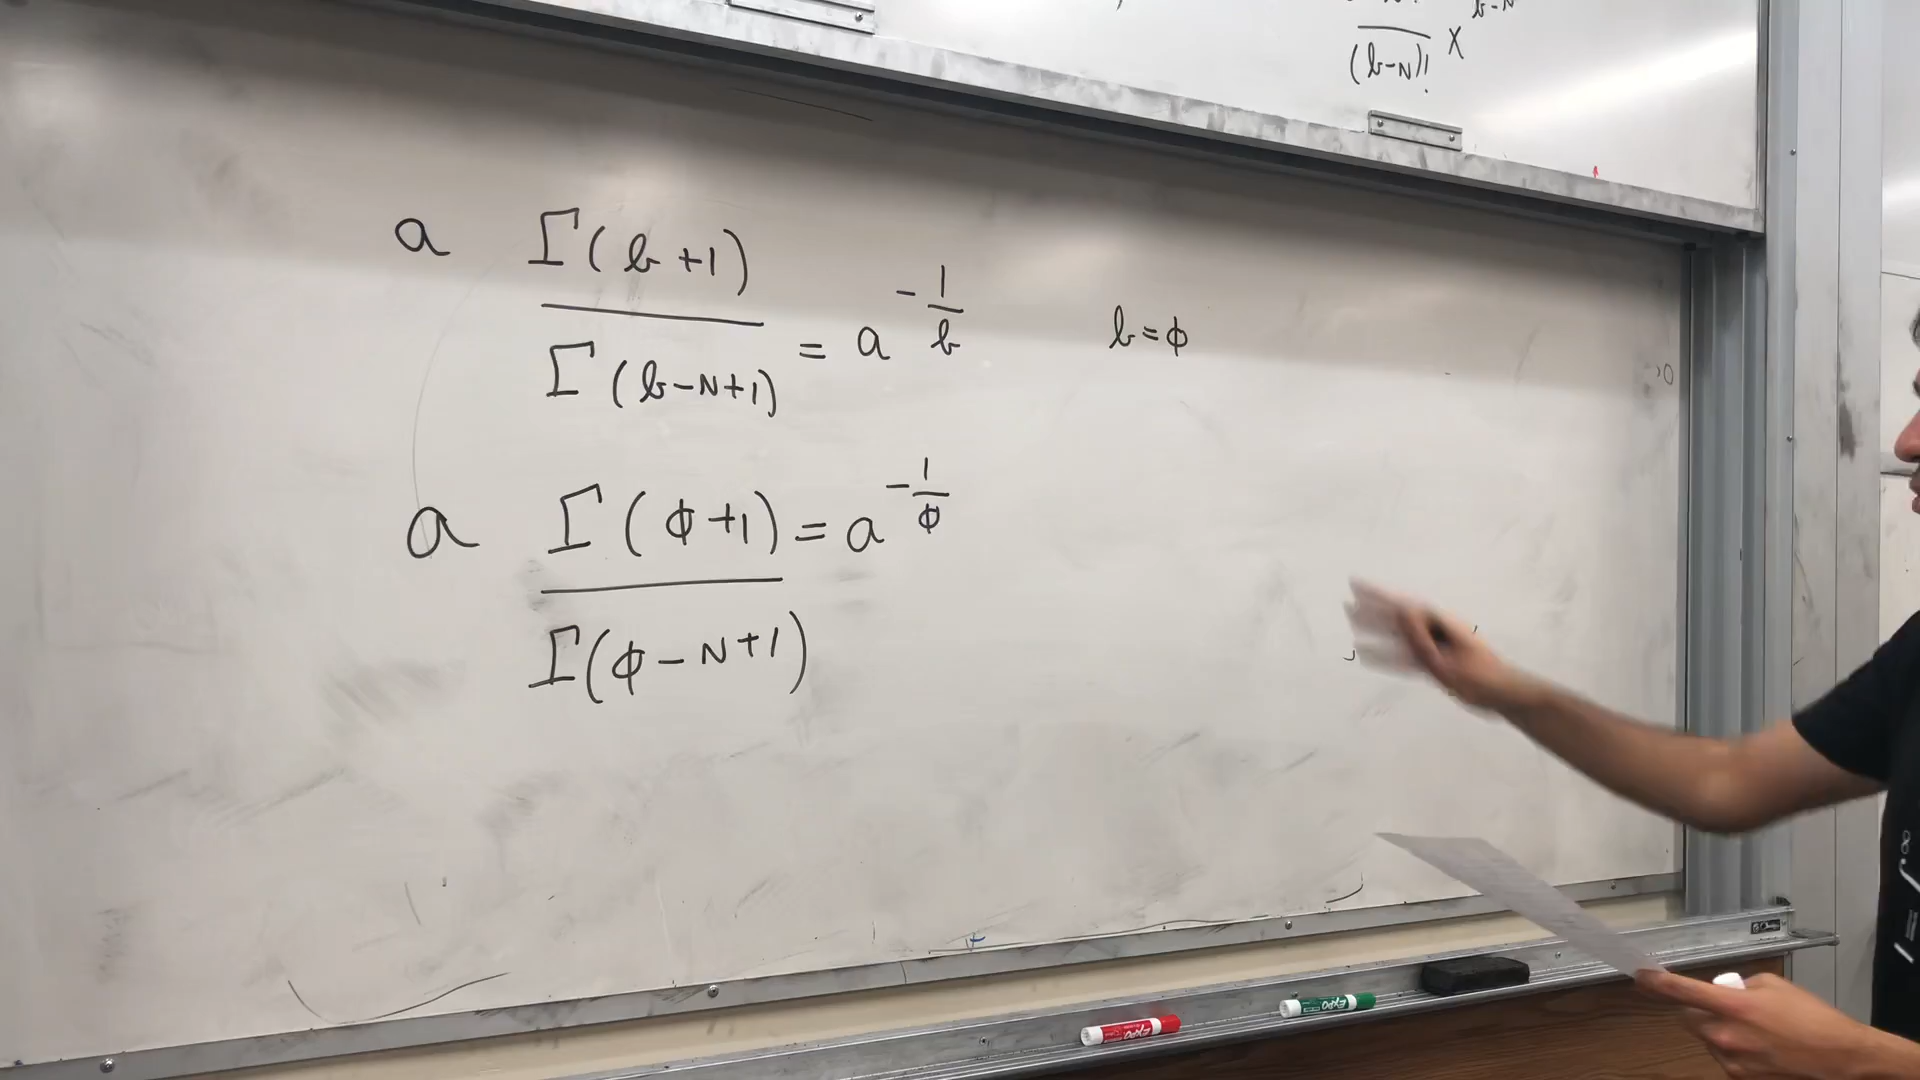 (b-N)! x^b-N
a Γ(b+1) / Γ(b-N+1) = a^-1/b b=φ
a Γ(φ+1) / Γ(φ-N+1) = a^-1/φ
EXPO
EXPO